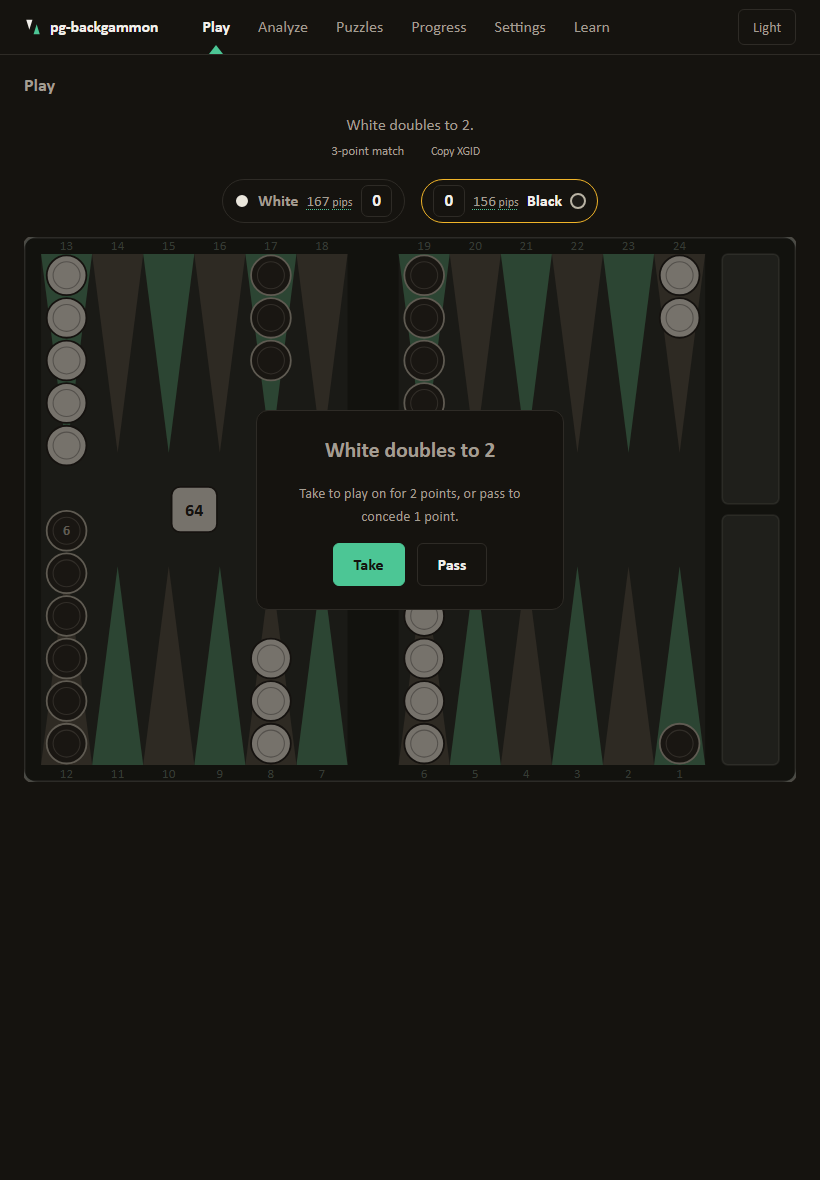 pg-backgammon Play Analyze Puzzles Progress Settings Learn Light
Play
White doubles to 2.
3-point match Copy XGID
White 167 pips 0 0 156 pips Black
13 14 15 16 17 18 19 20 21 22 23 24
White doubles to 2
Take to play on for 2 points, or pass to
concede 1 point.
64
6
Take Pass
12 11 10 9 8 7 6 5 4 3 2 1